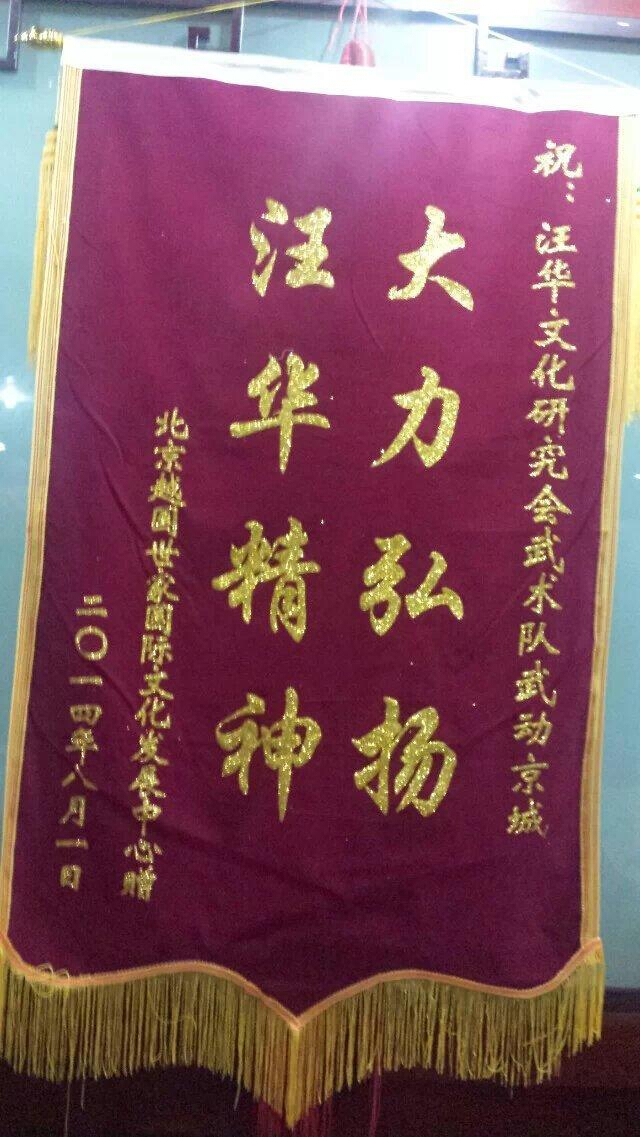 祝：汪华文化研究会武术队武动京城
大力弘扬
汪华精神
北京越国世家国际文化发展中心赠
二〇一四年八月一日